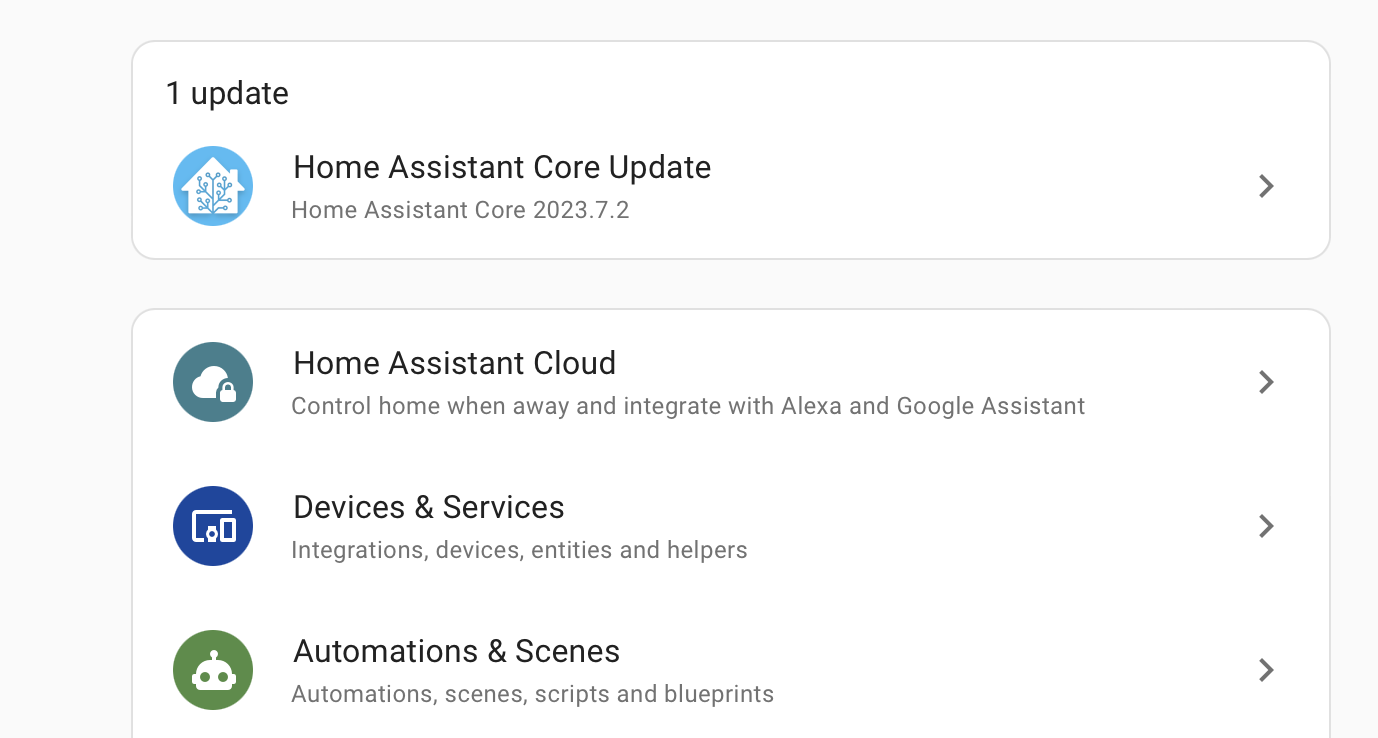 1 update
Home Assistant Core Update
Home Assistant Core 2023.7.2
Home Assistant Cloud
Control home when away and integrate with Alexa and Google Assistant
Devices & Services
Integrations, devices, entities and helpers
Automations & Scenes
Automations, scenes, scripts and blueprints